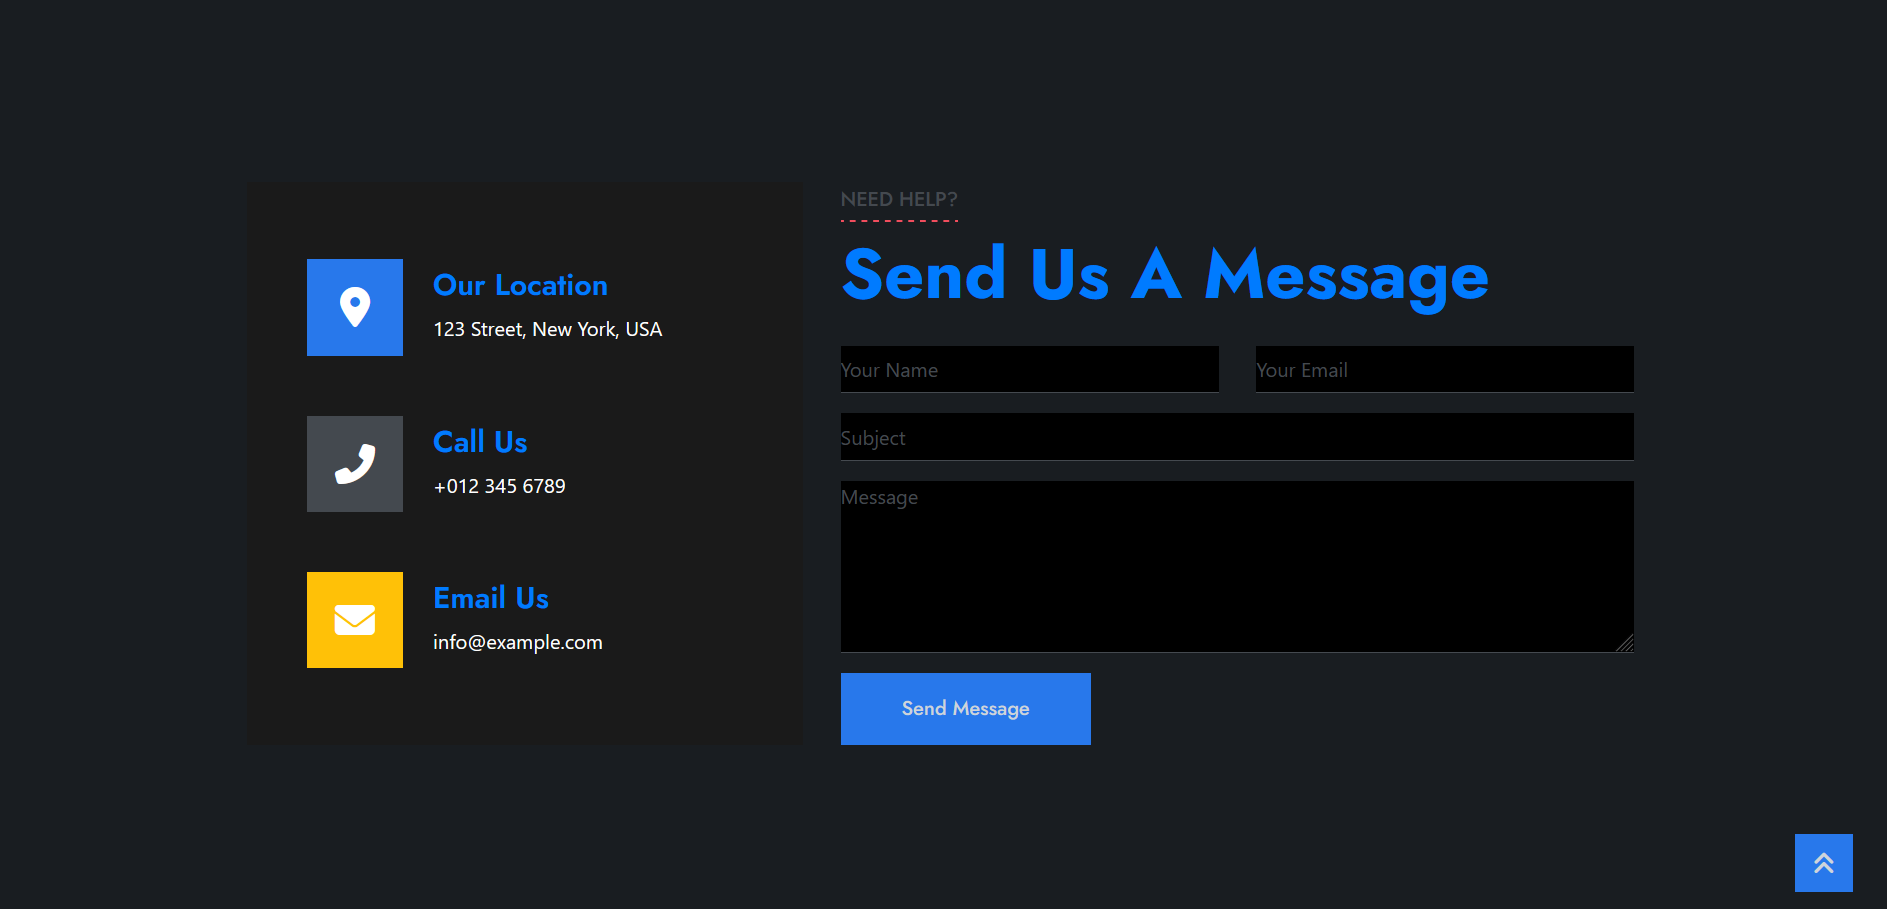 Our Location
123 Street, New York, USA
Call Us
+012 345 6789
Email Us
info@example.com
NEED HELP?
Send Us A Message
Your Name
Your Email
Subject
Message
Send Message